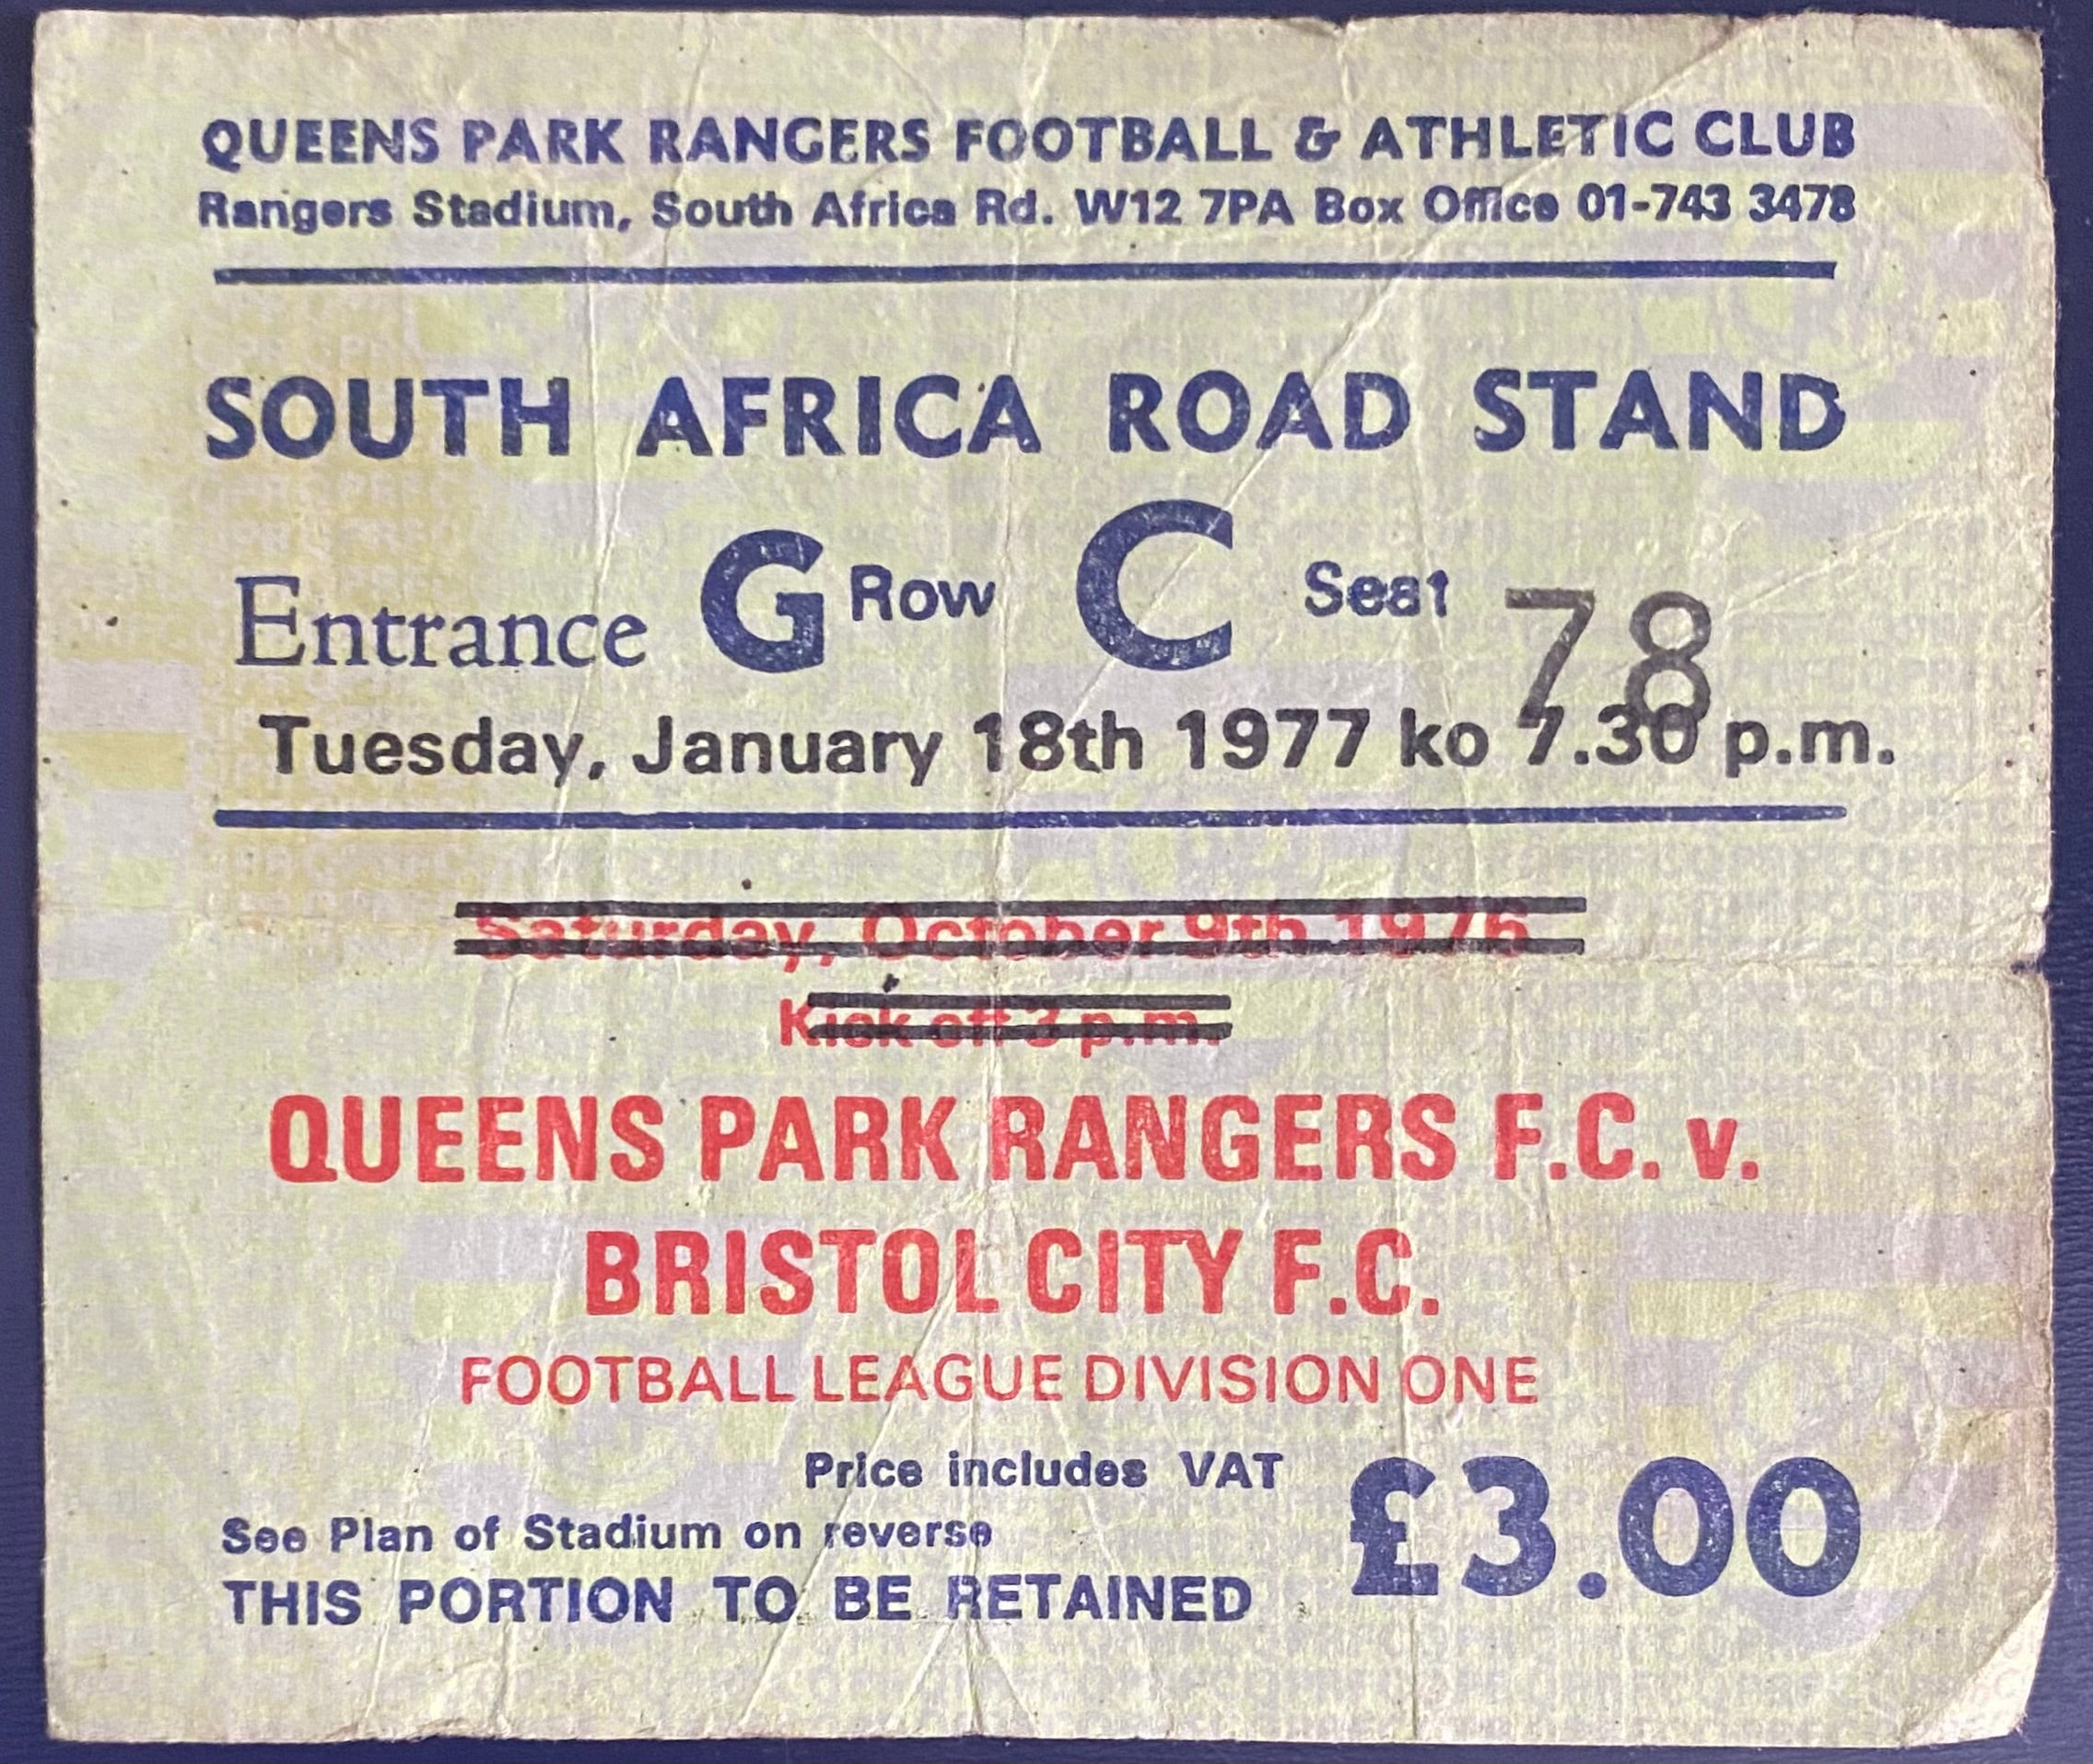 QUEENS PARK RANGERS FOOTBALL & ATHLETIC CLUB
Rangers Stadium, South Africa Rd. W12 7PA Box Office 01-743 3478
SOUTH AFRICA ROAD STAND
Entrance G Row C Seat 78
Tuesday, January 18th 1977 ko 7.30 p.m.
Saturday, October 9th 1976
Kick off 3 p.m.
QUEENS PARK RANGERS F.C. v.
BRISTOL CITY F.C.
FOOTBALL LEAGUE DIVISION ONE
Price includes VAT
£3.00
See Plan of Stadium on reverse
THIS PORTION TO BE RETAINED